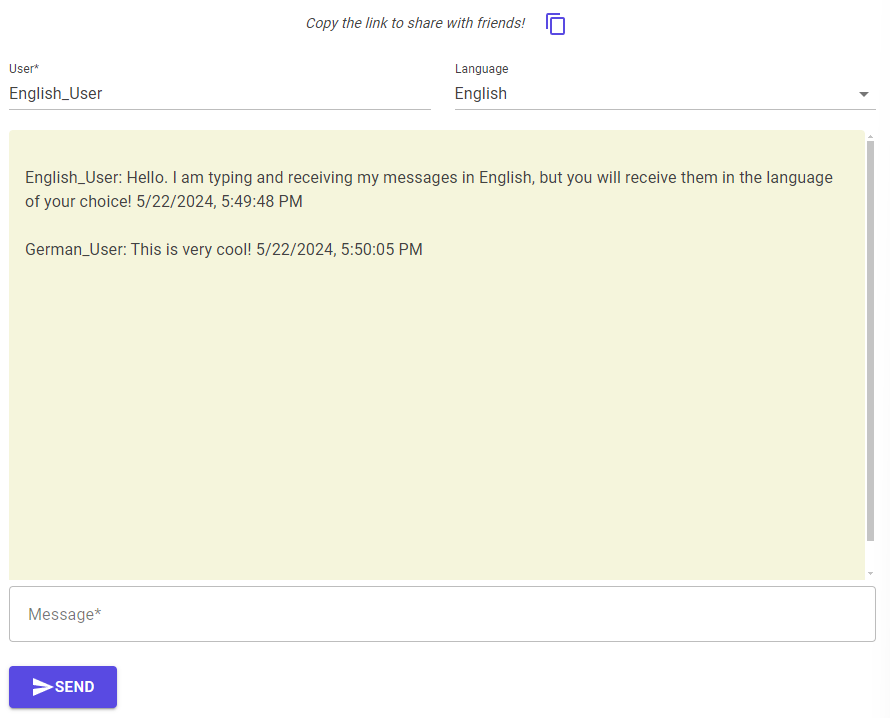 Copy the link to share with friends!
User*
Language
English_User
English
English_User: Hello. I am typing and receiving my messages in English, but you will receive them in the language
of your choice! 5/22/2024, 5:49:48 PM
German_User: This is very cool! 5/22/2024, 5:50:05 PM
Message*
SEND